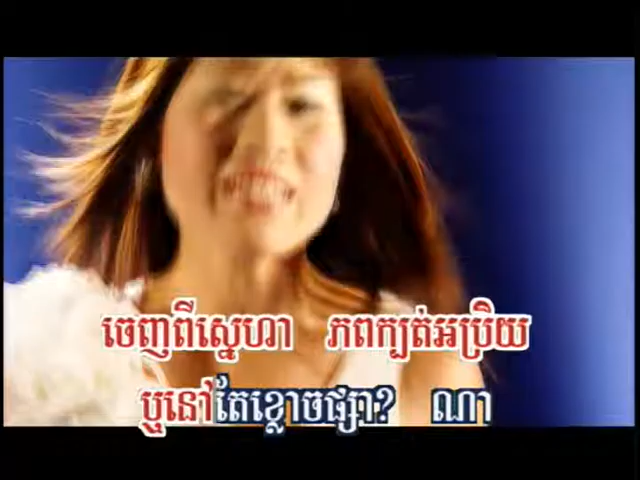 ចេញពីស្នេហា ភពក្បត់អប្រិយ
ឬនៅតែខ្លោចផ្សា? ណា